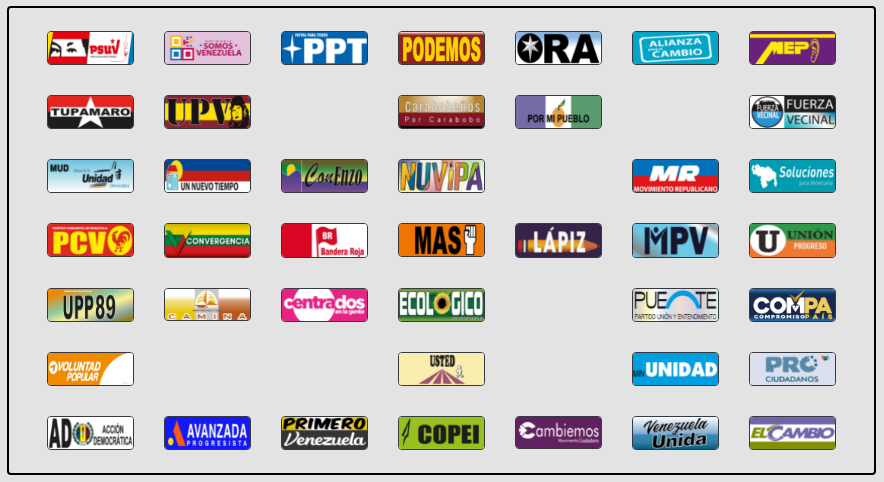 PSUV
SOMOS
VENEZUELA
PATRIA PARA TODOS
PPT
PODEMOS
ORA
ALIANZA
CAMBIO
MEP
TUPAMARO
UPV
Carabobeños
Por Carabobo
POR MI PUEBLO
FUERZA
VECINAL
FUERZA
VECINAL
MUD
Unidad
UN NUEVO TIEMPO
ConEnzo
NUVIPA
MR
MOVIMIENTO REPUBLICANO
Soluciones
para Venezuela
PCV
CONVERGENCIA
BR
Bandera Roja
MAS
LÁPIZ
MPV
U
UNIÓN
PROGRESO
UPP89
CAMINA
centrados
en la gente
ECOLOGICO
PUENTE
PARTIDO UNIÓN Y ENTENDIMIENTO
COMPA
COMPROMISO PAÍS
VOLUNTAD
POPULAR
USTED
MIN UNIDAD
PRO
CIUDADANOS
AD
ACCIÓN
DEMOCRÁTICA
AVANZADA
PROGRESISTA
PRIMERO
Venezuela
COPEI
Cambiemos
Movimiento Ciudadano
Venezuela
Unida
EL CAMBIO